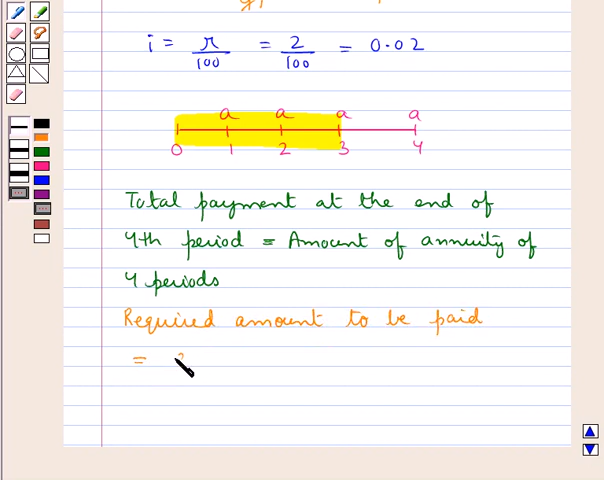 i = r/100 = 2/100 = 0.02
a a a a
0 1 2 3 4
Total payment at the end of
4th period = Amount of annuity of
4 periods
Required amount to be paid
=